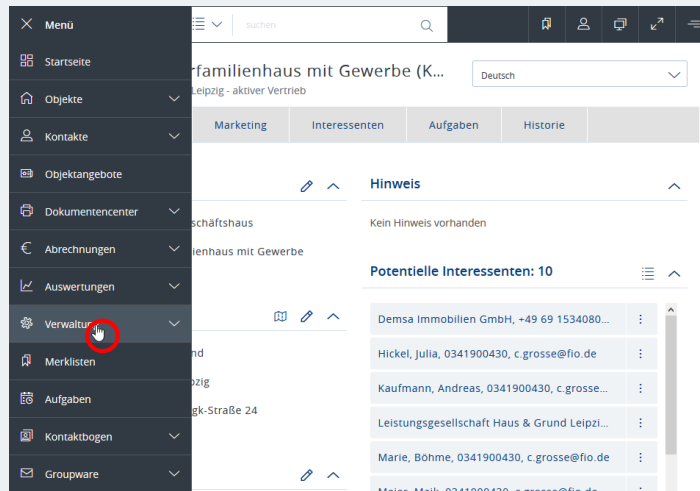 Menü
Startseite
Objekte
Kontakte
Objektangebote
Dokumentencenter
Abrechnungen
Auswertungen
Verwaltu
Merklisten
Aufgaben
Kontaktbogen
Groupware
suchen
rfamilienhaus mit Gewerbe (K...
Leipzig - aktiver Vertrieb
Deutsch
Marketing
Interessenten
Aufgaben
Historie
schäftshaus
ienhaus mit Gewerbe
nd
pzig
gk-Straße 24
Hinweis
Kein Hinweis vorhanden
Potentielle Interessenten: 10
Demsa Immobilien GmbH, +49 69 1534080...
Hickel, Julia, 0341900430, c.grosse@fio.de
Kaufmann, Andreas, 0341900430, c.grosse...
Leistungsgesellschaft Haus & Grund Leipzi...
Marie, Böhme, 0341900430, c.grosse@fio.de